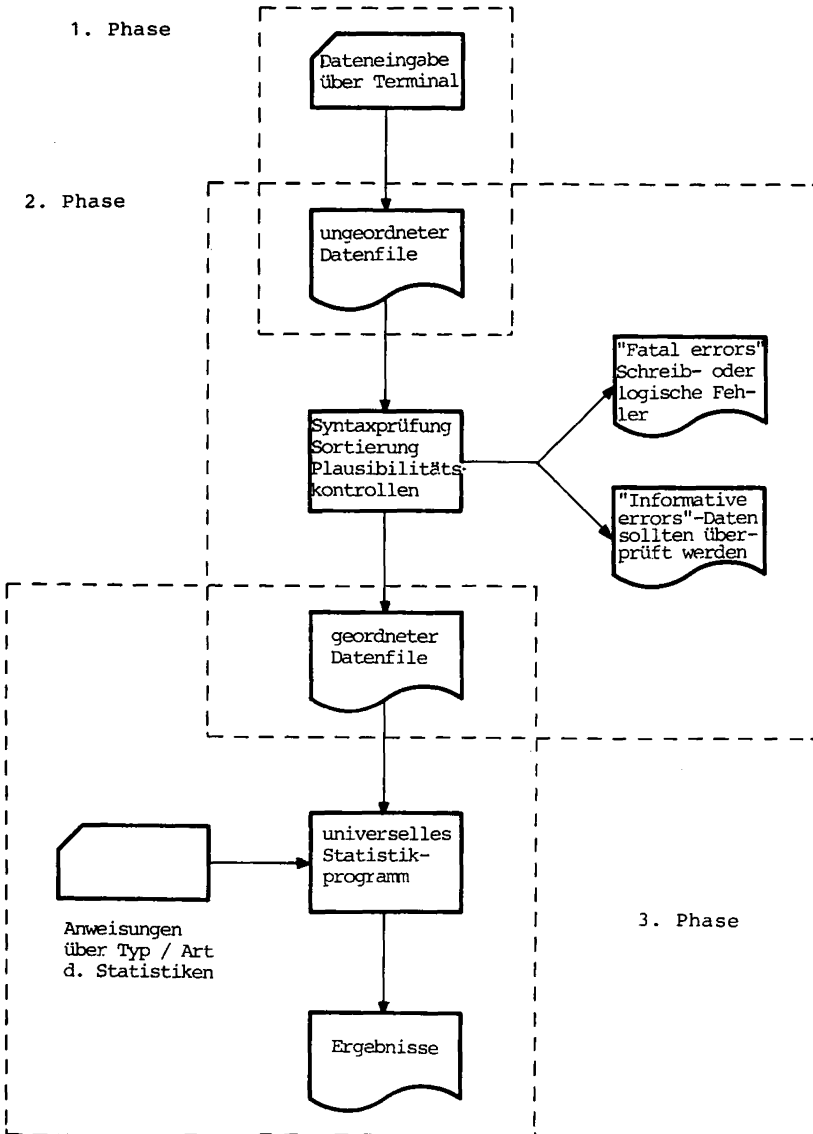 1. Phase
Dateneingabe
über Terminal
2. Phase
ungeordneter
Datenfile
"Fatal errors"
Schreib- oder
logische Feh-
ler
Syntaxprüfung
Sortierung
Plausibilitäts-
kontrollen
"Informative
errors"-Daten
sollten über-
prüft werden
geordneter
Datenfile
universelles
Statistik-
programm
Anweisungen
über Typ / Art
d. Statistiken
3. Phase
Ergebnisse